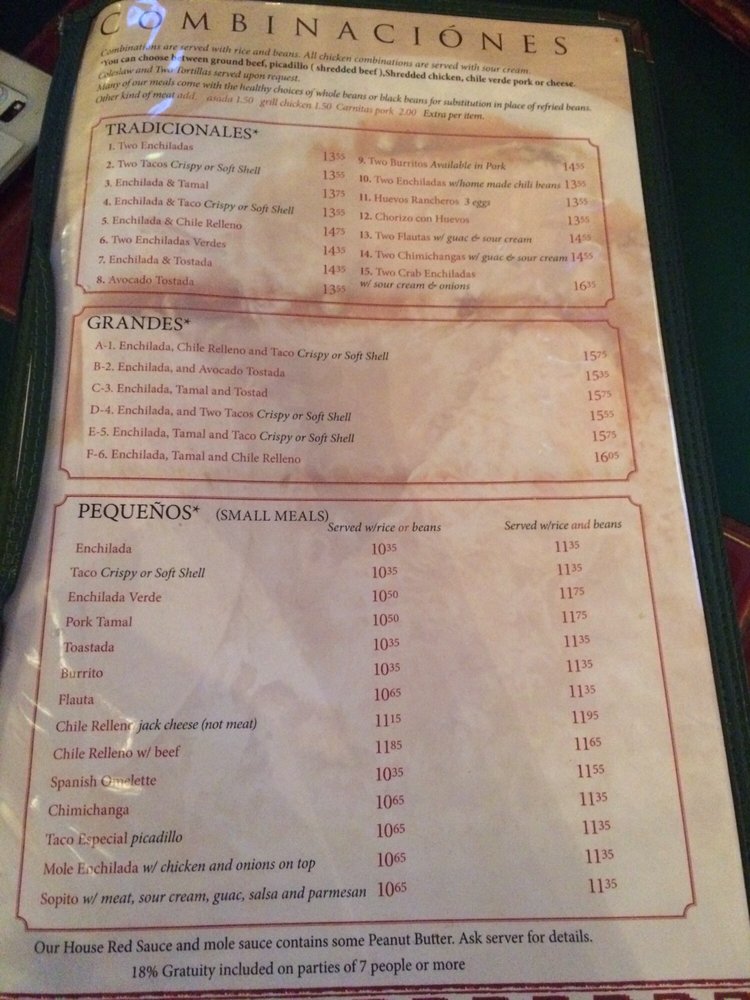 COMBINACIÓNES
Combinations are served with rice and beans. All chicken combinations are served with sour cream.
*You can choose between ground beef, picadillo ( shredded beef ),Shredded chicken, chile verde pork or cheese.
Coleslaw and Two Tortillas served upon request.
Many of our meals come with the healthy choices of whole beans or black beans for substitution in place of refried beans.
Other kind of meat add, asada 1.50 grill chicken 1.50 Carnitas pork 2.00 Extra per item.
TRADICIONALES*
1. Two Enchiladas 13⁵⁵
2. Two Tacos Crispy or Soft Shell 13⁵⁵
3. Enchilada & Tamal 13⁷⁵
4. Enchilada & Taco Crispy or Soft Shell 13⁵⁵
5. Enchilada & Chile Relleno 14⁷⁵
6. Two Enchiladas Verdes 14³⁵
7. Enchilada & Tostada 14³⁵
8. Avocado Tostada 13⁵⁵
9. Two Burritos Available in Pork 14⁵⁵
10. Two Enchiladas w/home made chili beans 13⁵⁵
11. Huevos Rancheros 3 eggs 13⁵⁵
12. Chorizo con Huevos 13⁵⁵
13. Two Flautas w/ guac & sour cream 14⁵⁵
14. Two Chimichangas w/ guac & sour cream 14⁵⁵
15. Two Crab Enchiladas
w/ sour cream & onions 16³⁵
GRANDES*
A-1. Enchilada, Chile Relleno and Taco Crispy or Soft Shell 15⁷⁵
B-2. Enchilada, and Avocado Tostada 15³⁵
C-3. Enchilada, Tamal and Tostad 15⁷⁵
D-4. Enchilada, and Two Tacos Crispy or Soft Shell 15⁵⁵
E-5. Enchilada, Tamal and Taco Crispy or Soft Shell 15⁷⁵
F-6. Enchilada, Tamal and Chile Relleno 16⁰⁵
PEQUEÑOS* (SMALL MEALS)
Served w/rice or beans Served w/rice and beans
Enchilada 10³⁵ 11³⁵
Taco Crispy or Soft Shell 10³⁵ 11³⁵
Enchilada Verde 10⁵⁰ 11⁷⁵
Pork Tamal 10⁵⁰ 11⁷⁵
Toastada 10³⁵ 11³⁵
Burrito 10³⁵ 11³⁵
Flauta 10⁶⁵ 11³⁵
Chile Relleno jack cheese (not meat) 11¹⁵ 11⁹⁵
Chile Relleno w/ beef 11⁸⁵ 11⁶⁵
Spanish Omelette 10³⁵ 11⁵⁵
Chimichanga 10⁶⁵ 11³⁵
Taco Especial picadillo 10⁶⁵ 11³⁵
Mole Enchilada w/ chicken and onions on top 10⁶⁵ 11³⁵
Sopito w/ meat, sour cream, guac, salsa and parmesan 10⁶⁵ 11³⁵
Our House Red Sauce and mole sauce contains some Peanut Butter. Ask server for details.
18% Gratuity included on parties of 7 people or more